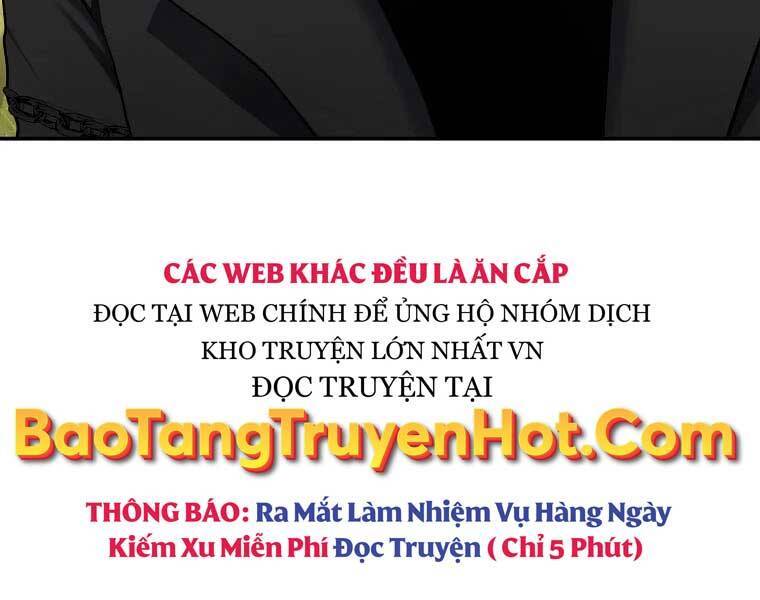 CÁC WEB KHÁC ĐỀU LÀ ĂN CẮP
ĐỌC TẠI WEB CHÍNH ĐỂ ỦNG HỘ NHÓM DỊCH
KHO TRUYỆN LỚN NHẤT VN
ĐỌC TRUYỆN TẠI
BaoTangTruyenHot.Com
THÔNG BÁO: Ra Mắt Làm Nhiệm Vụ Hàng Ngày
Kiếm Xu Miễn Phí Đọc Truyện ( Chỉ 5 Phút)